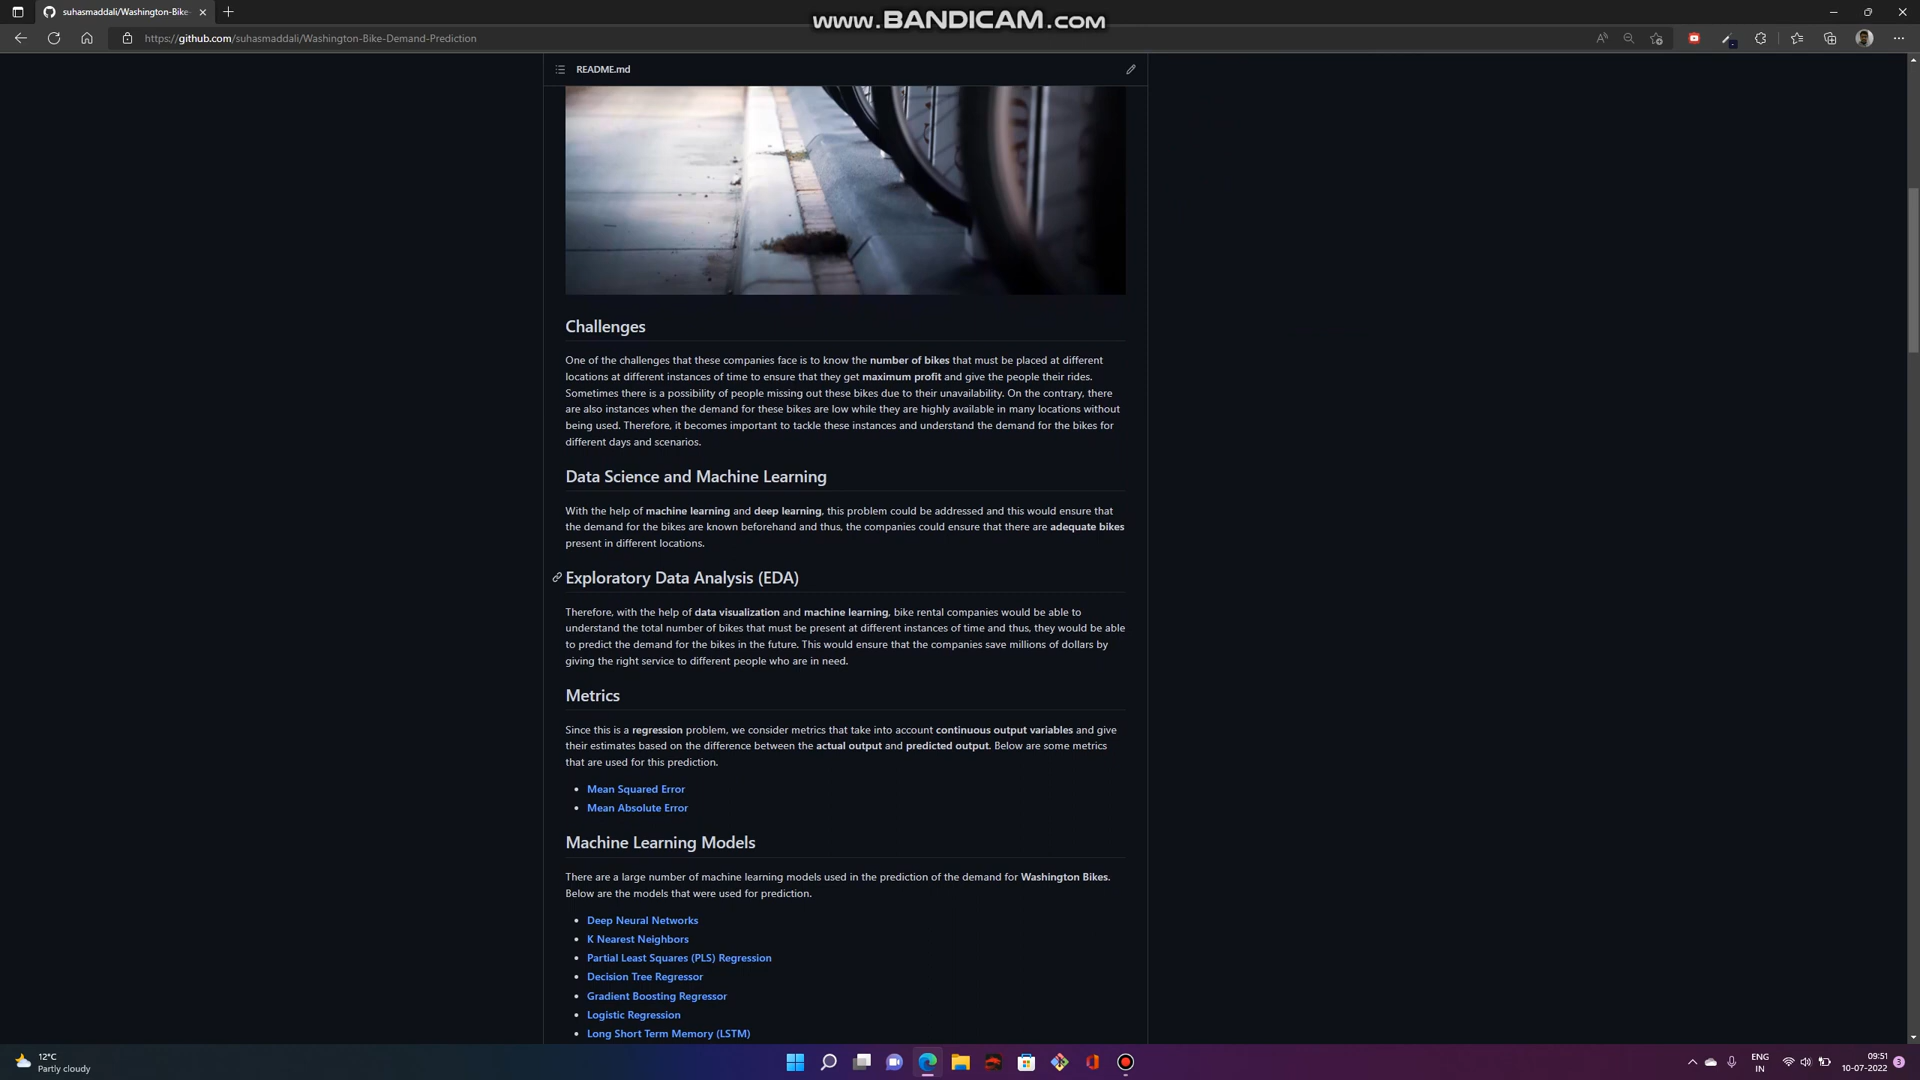 suhasmaddali/Washington-Bike-
www.BANDICAM.com
https://github.com/suhasmaddali/Washington-Bike-Demand-Prediction
README.md
Challenges
One of the challenges that these companies face is to know the number of bikes that must be placed at different
locations at different instances of time to ensure that they get maximum profit and give the people their rides.
Sometimes there is a possibility of people missing out these bikes due to their unavailability. On the contrary, there
are also instances when the demand for these bikes are low while they are highly available in many locations without
being used. Therefore, it becomes important to tackle these instances and understand the demand for the bikes for
different days and scenarios.
Data Science and Machine Learning
With the help of machine learning and deep learning, this problem could be addressed and this would ensure that
the demand for the bikes are known beforehand and thus, the companies could ensure that there are adequate bikes
present in different locations.
Exploratory Data Analysis (EDA)
Therefore, with the help of data visualization and machine learning, bike rental companies would be able to
understand the total number of bikes that must be present at different instances of time and thus, they would be able
to predict the demand for the bikes in the future. This would ensure that the companies save millions of dollars by
giving the right service to different people who are in need.
Metrics
Since this is a regression problem, we consider metrics that take into account continuous output variables and give
their estimates based on the difference between the actual output and predicted output. Below are some metrics
that are used for this prediction.
Mean Squared Error
Mean Absolute Error
Machine Learning Models
There are a large number of machine learning models used in the prediction of the demand for Washington Bikes.
Below are the models that were used for prediction.
Deep Neural Networks
K Nearest Neighbors
Partial Least Squares (PLS) Regression
Decision Tree Regressor
Gradient Boosting Regressor
Logistic Regression
Long Short Term Memory (LSTM)
12°C
Partly cloudy
ENG
IN
09:51
10-07-2022
3